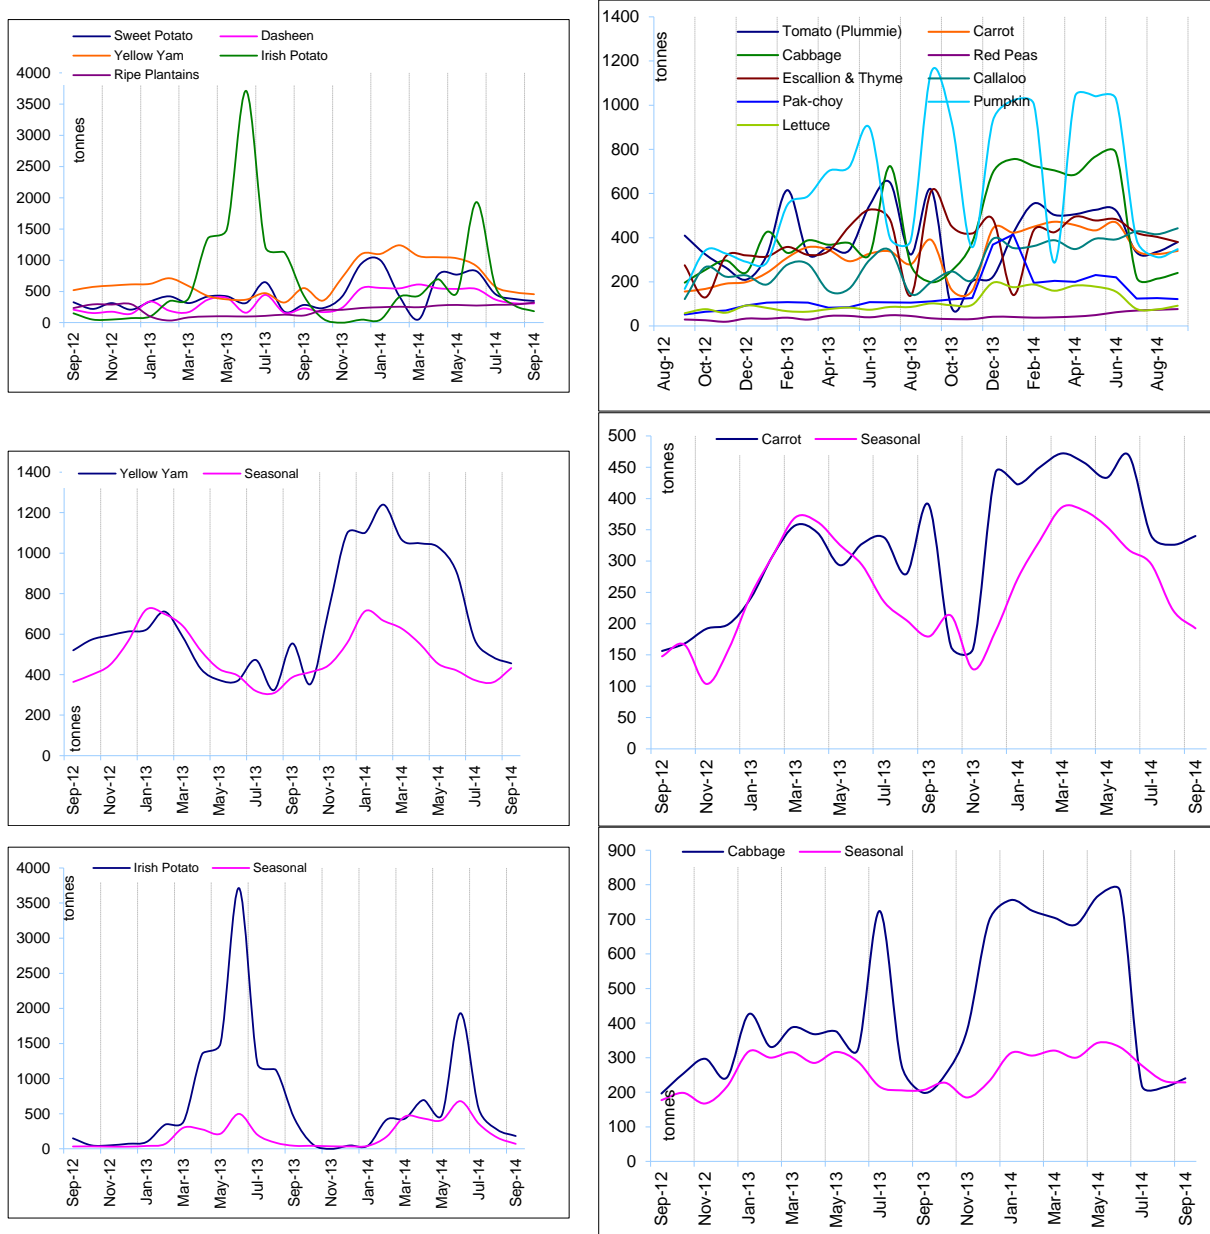 Sweet Potato Dasheen
Yellow Yam Irish Potato
Ripe Plantains
tonnes
4000
3500
3000
2500
2000
1500
1000
500
0
Sep-12 Nov-12 Jan-13 Mar-13 May-13 Jul-13 Sep-13 Nov-13 Jan-14 Mar-14 May-14 Jul-14 Sep-14
Tomato (Plummie) Carrot
Cabbage Red Peas
Escallion & Thyme Callaloo
Pak-choy Pumpkin
Lettuce
tonnes
1400
1200
1000
800
600
400
200
0
Aug-12 Oct-12 Dec-12 Feb-13 Apr-13 Jun-13 Aug-13 Oct-13 Dec-13 Feb-14 Apr-14 Jun-14 Aug-14
Yellow Yam Seasonal
1400
1200
1000
800
600
400
200
0
tonnes
Sep-12 Nov-12 Jan-13 Mar-13 May-13 Jul-13 Sep-13 Nov-13 Jan-14 Mar-14 May-14 Jul-14 Sep-14
Carrot Seasonal
tonnes
500
450
400
350
300
250
200
150
100
50
0
Sep-12 Nov-12 Jan-13 Mar-13 May-13 Jul-13 Sep-13 Nov-13 Jan-14 Mar-14 May-14 Jul-14 Sep-14
Irish Potato Seasonal
tonnes
4000
3500
3000
2500
2000
1500
1000
500
0
Sep-12 Nov-12 Jan-13 Mar-13 May-13 Jul-13 Sep-13 Nov-13 Jan-14 Mar-14 May-14 Jul-14 Sep-14
Cabbage Seasonal
900
800
700
600
500
400
300
200
100
0
tonnes
Sep-12 Nov-12 Jan-13 Mar-13 May-13 Jul-13 Sep-13 Nov-13 Jan-14 Mar-14 May-14 Jul-14 Sep-14